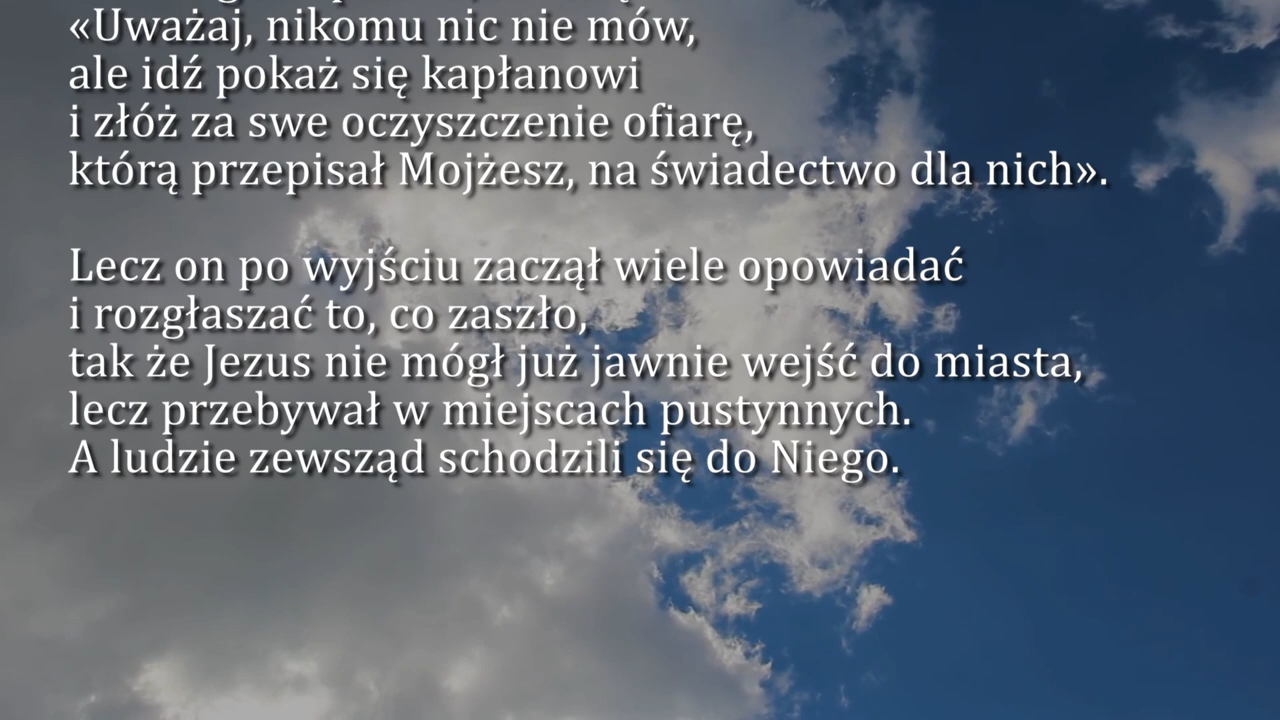 «Uważaj, nikomu nic nie mów,
ale idź pokaż się kapłanowi
i złóż za swe oczyszczenie ofiarę,
którą przepisał Mojżesz, na świadectwo dla nich».
Lecz on po wyjściu zaczął wiele opowiadać
i rozgłaszać to, co zaszło,
tak że Jezus nie mógł już jawnie wejść do miasta,
lecz przebywał w miejscach pustynnych.
A ludzie zewsząd schodzili się do Niego.